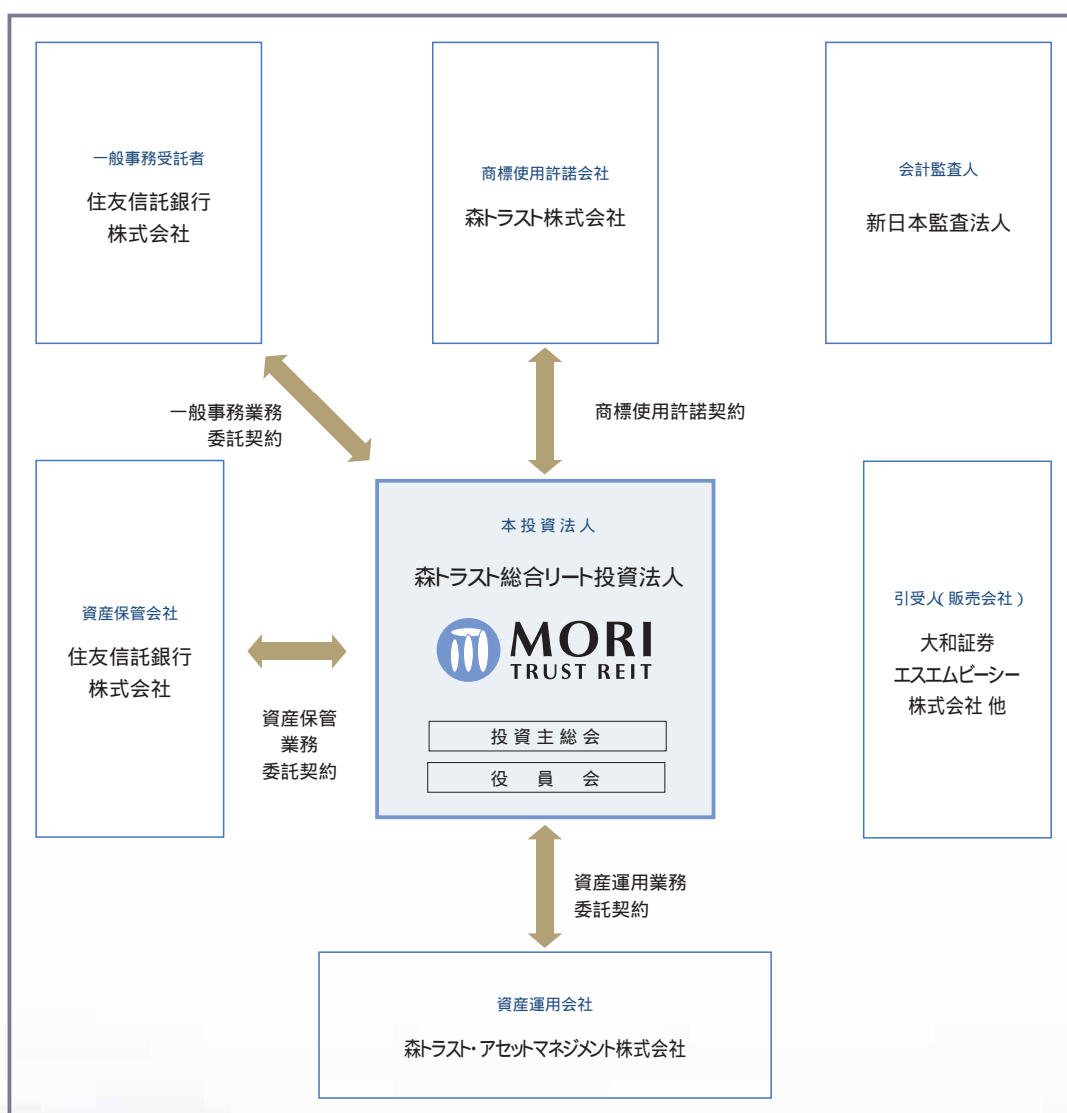 一般事務受託者
住友信託銀行
株式会社
商標使用許諾会社
森トラスト株式会社
会計監査人
新日本監査法人
一般事務業務
委託契約
商標使用許諾契約
資産保管会社
住友信託銀行
株式会社
資産保管
業務
委託契約
本投資法人
森トラスト総合リート投資法人
MORI
TRUST REIT
投資主総会
役員会
引受人(販売会社)
大和証券
エスエムビーシー
株式会社 他
資産運用業務
委託契約
資産運用会社
森トラスト・アセットマネジメント株式会社